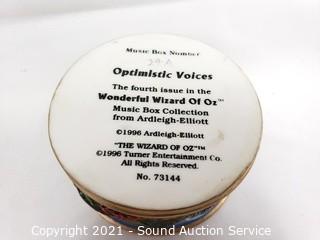 Music Box Number
29-A
Optimistic Voices
The fourth issue in the
Wonderful Wizard Of Oz™
Music Box Collection
from Ardleigh-Elliott
©1996 Ardleigh-Elliott
"THE WIZARD OF OZ"™
©1996 Turner Entertainment Co.
All Rights Reserved.
No. 73144
Copyright 2021 - Sound Auction Service